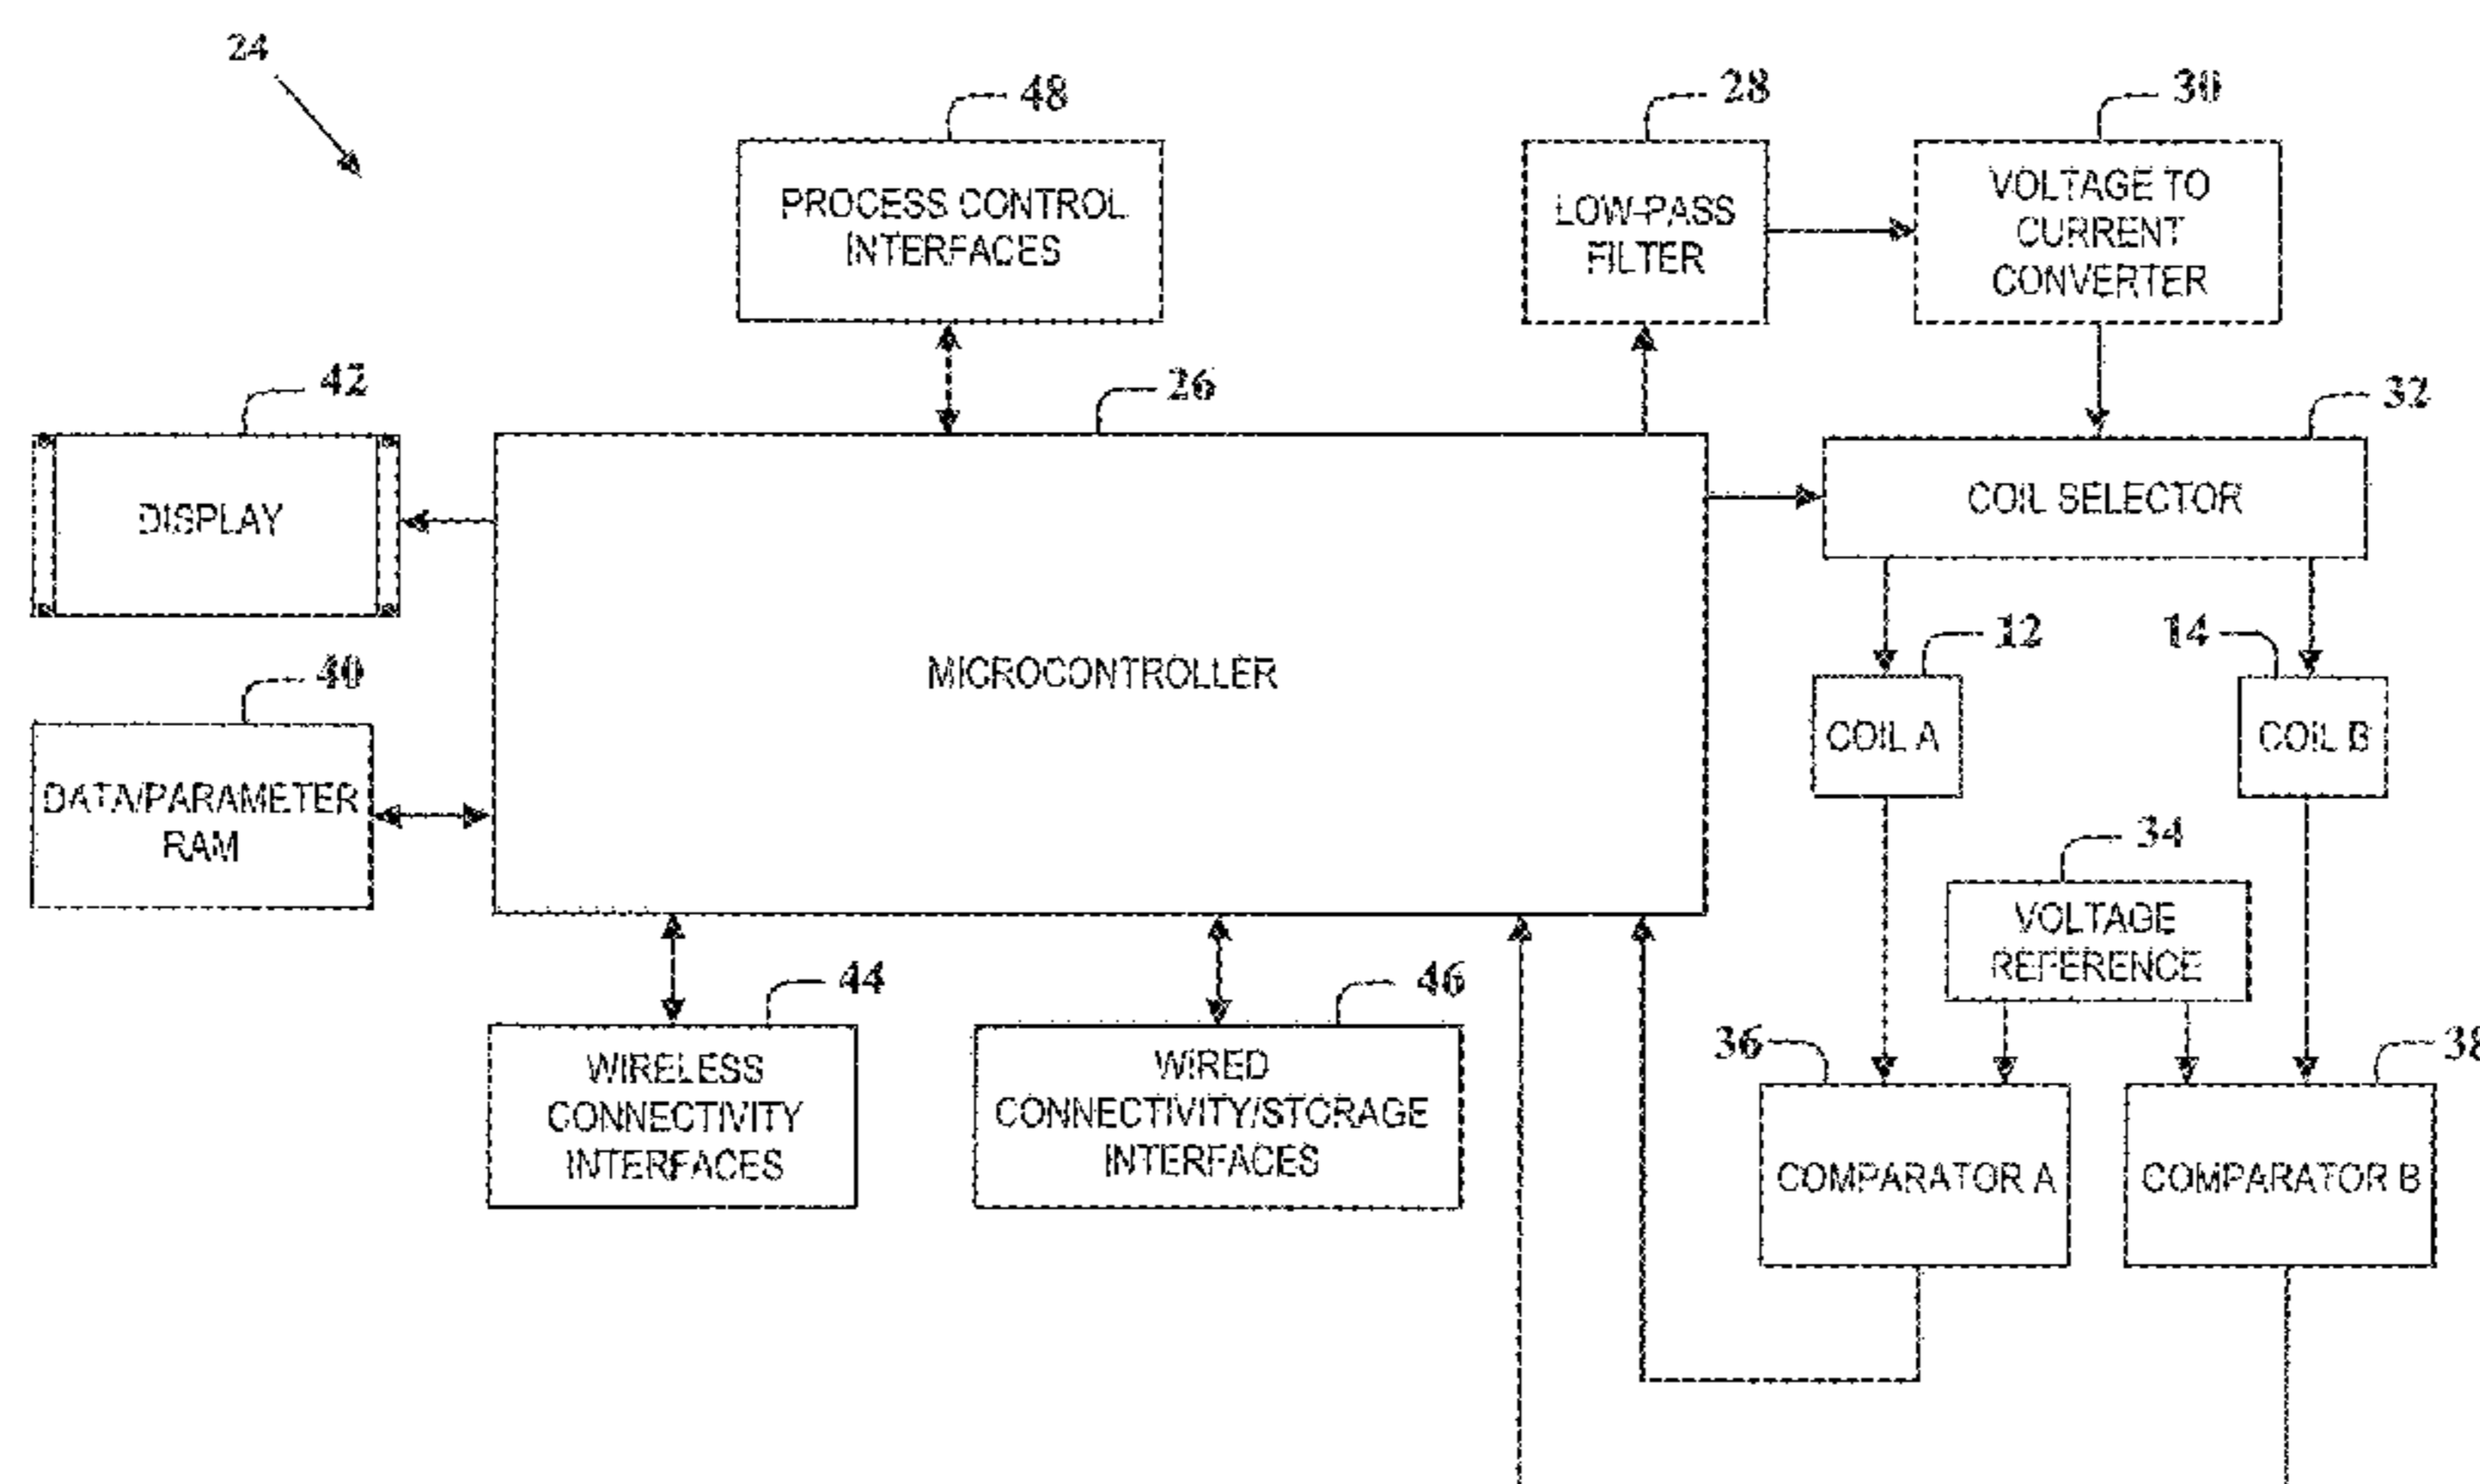 24
48
28
30
PROCESS CONTROL
INTERFACES
LOW-PASS
FILTER
VOLTAGE TO
CURRENT
CONVERTER
42
26
32
DISPLAY
COIL SELECTOR
MICROCONTROLLER
12
14
40
COIL A
COIL B
DATA/PARAMETER
RAM
34
VOLTAGE
REFERENCE
44
46
36
38
WIRELESS
CONNECTIVITY
INTERFACES
WIRED
CONNECTIVITY/STORAGE
INTERFACES
COMPARATOR A
COMPARATOR B